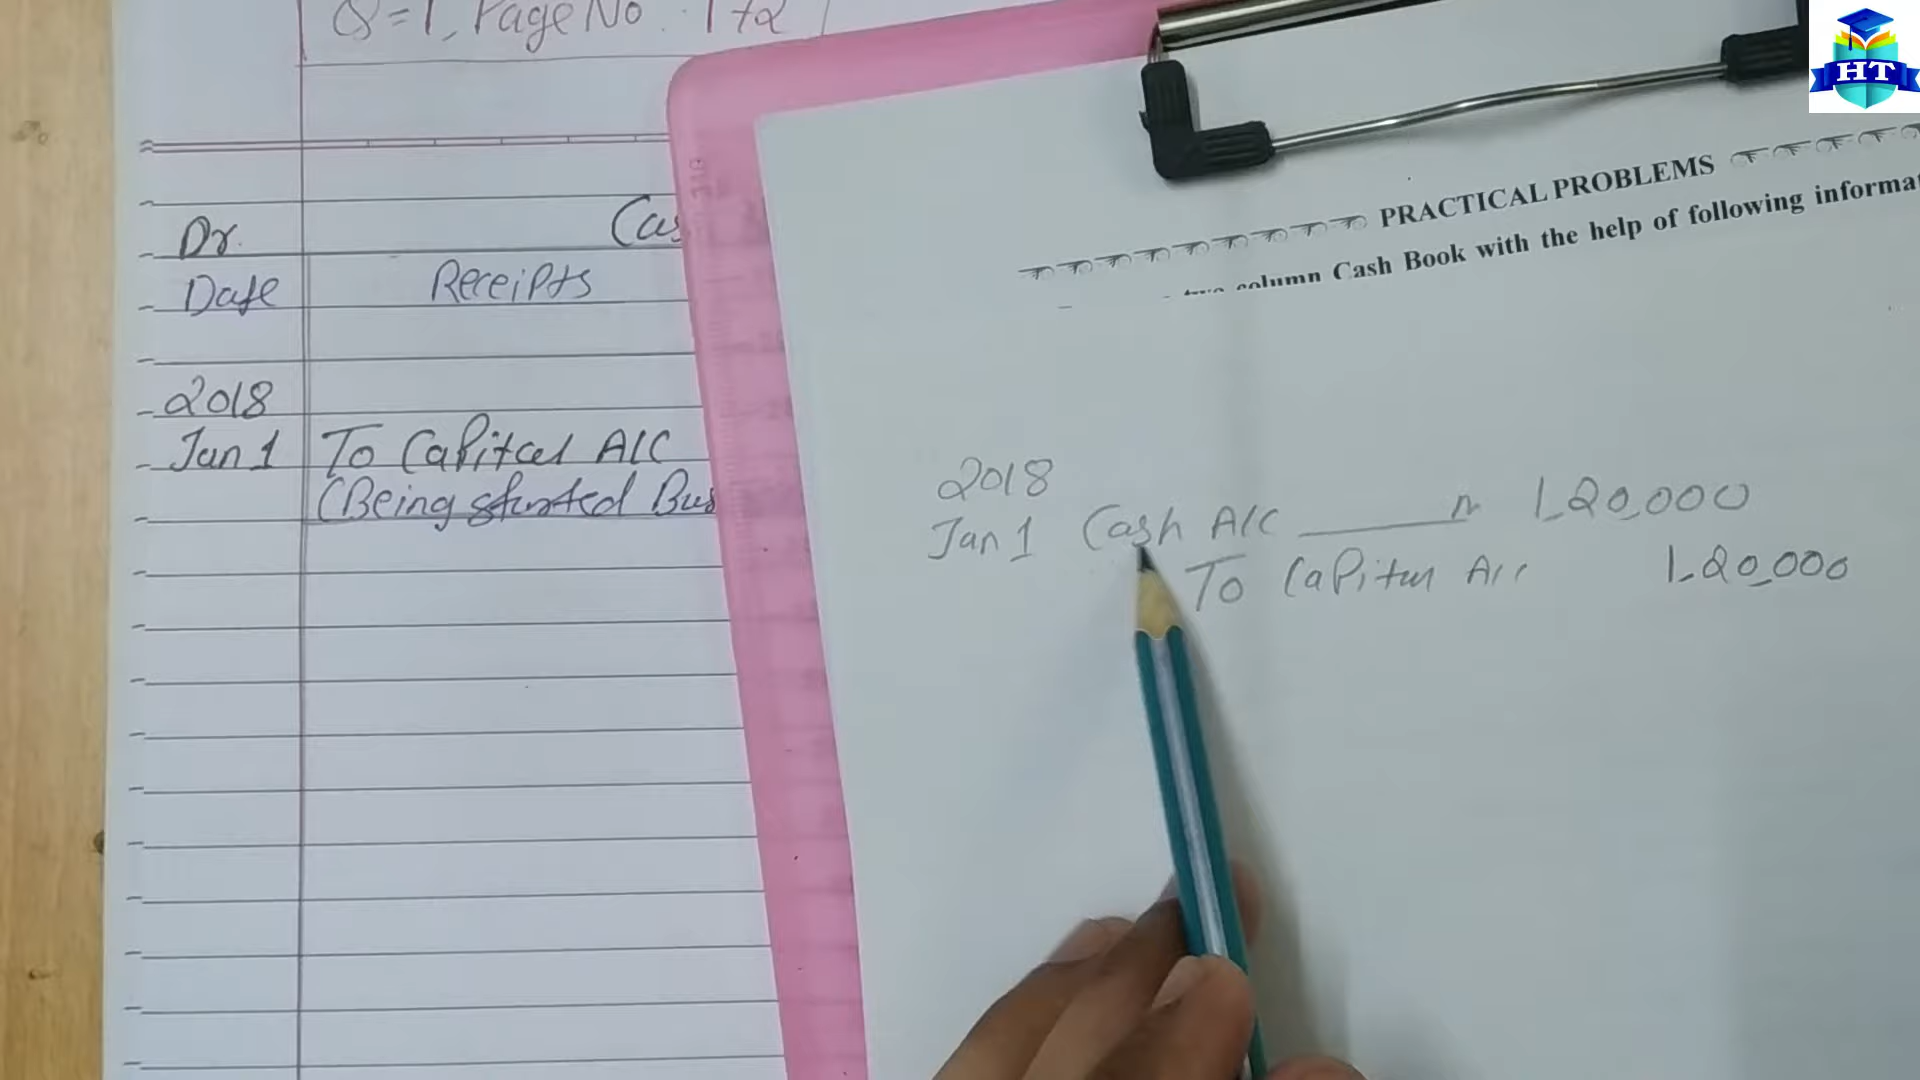 Q=1, Page No. 172
Dr. Cas
Date Receipts
2018
Jan 1 To Capital A/C
(Being started Bus
HT
PRACTICAL PROBLEMS
two column Cash Book with the help of following informat
2018
Jan 1 Cash A/C 1,20,000
To Capital A/C 1,20,000